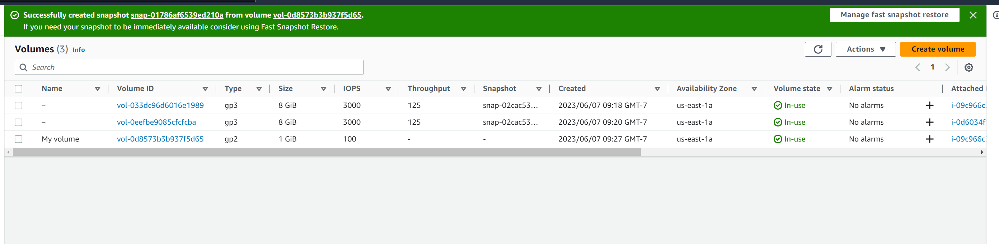 Successfully created snapshot snap-01786af6539ed210a from volume vol-0d8573b3b937f5d65.
Manage fast snapshot restore
If you need your snapshot to be immediately available consider using Fast Snapshot Restore.
Volumes (3) Info
Actions
Create volume
Search
1
Name Volume ID Type Size IOPS Throughput Snapshot Created Availability Zone Volume state Alarm status Attached
– vol-033dc96d6016e1989 gp3 8 GiB 3000 125 snap-02cac53... 2023/06/07 09:18 GMT-7 us-east-1a In-use No alarms + i-09c966c
– vol-0eefbe9085cfcfcba gp3 8 GiB 3000 125 snap-02cac53... 2023/06/07 09:20 GMT-7 us-east-1a In-use No alarms + i-0d6034f
My volume vol-0d8573b3b937f5d65 gp2 1 GiB 100 - - 2023/06/07 09:27 GMT-7 us-east-1a In-use No alarms + i-09c966c